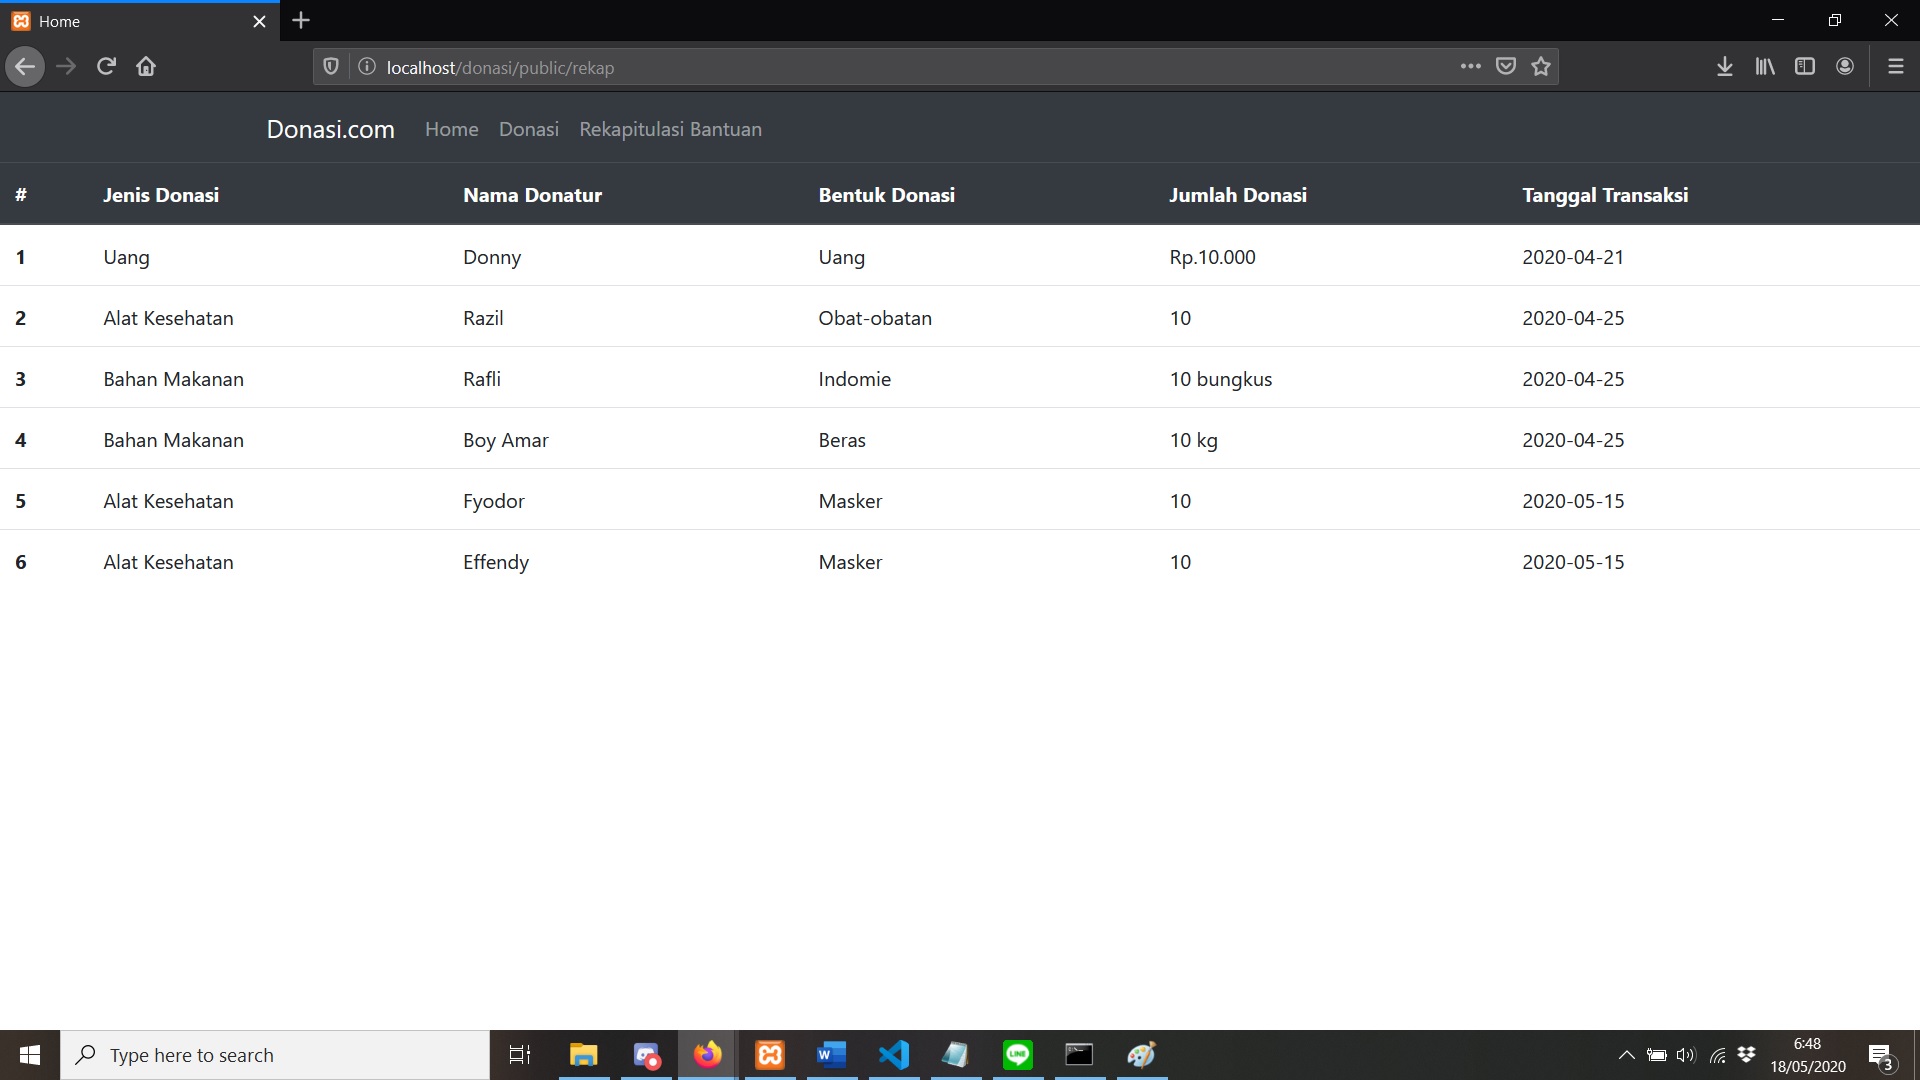 Home
localhost/donasi/public/rekap
Donasi.com Home Donasi Rekapitulasi Bantuan
# Jenis Donasi Nama Donatur Bentuk Donasi Jumlah Donasi Tanggal Transaksi
1 Uang Donny Uang Rp.10.000 2020-04-21
2 Alat Kesehatan Razil Obat-obatan 10 2020-04-25
3 Bahan Makanan Rafli Indomie 10 bungkus 2020-04-25
4 Bahan Makanan Boy Amar Beras 10 kg 2020-04-25
5 Alat Kesehatan Fyodor Masker 10 2020-05-15
6 Alat Kesehatan Effendy Masker 10 2020-05-15
Type here to search
W
LINE
6:48
18/05/2020
3